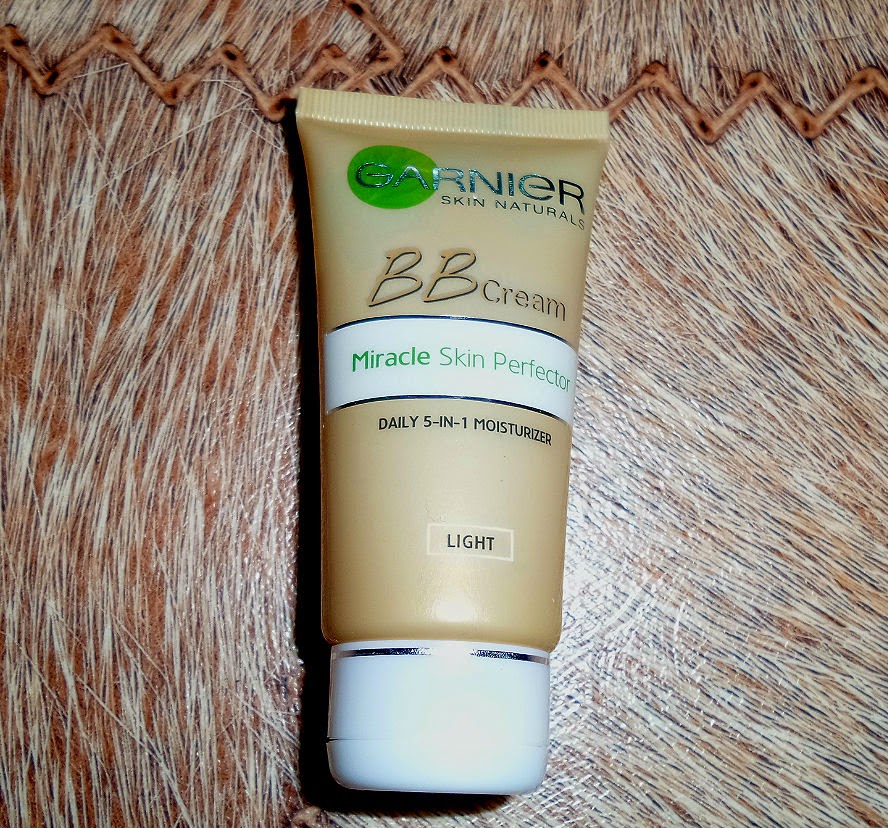 GARNIER
SKIN NATURALS
BB Cream
Miracle Skin Perfector
DAILY 5-IN-1 MOISTURIZER
LIGHT